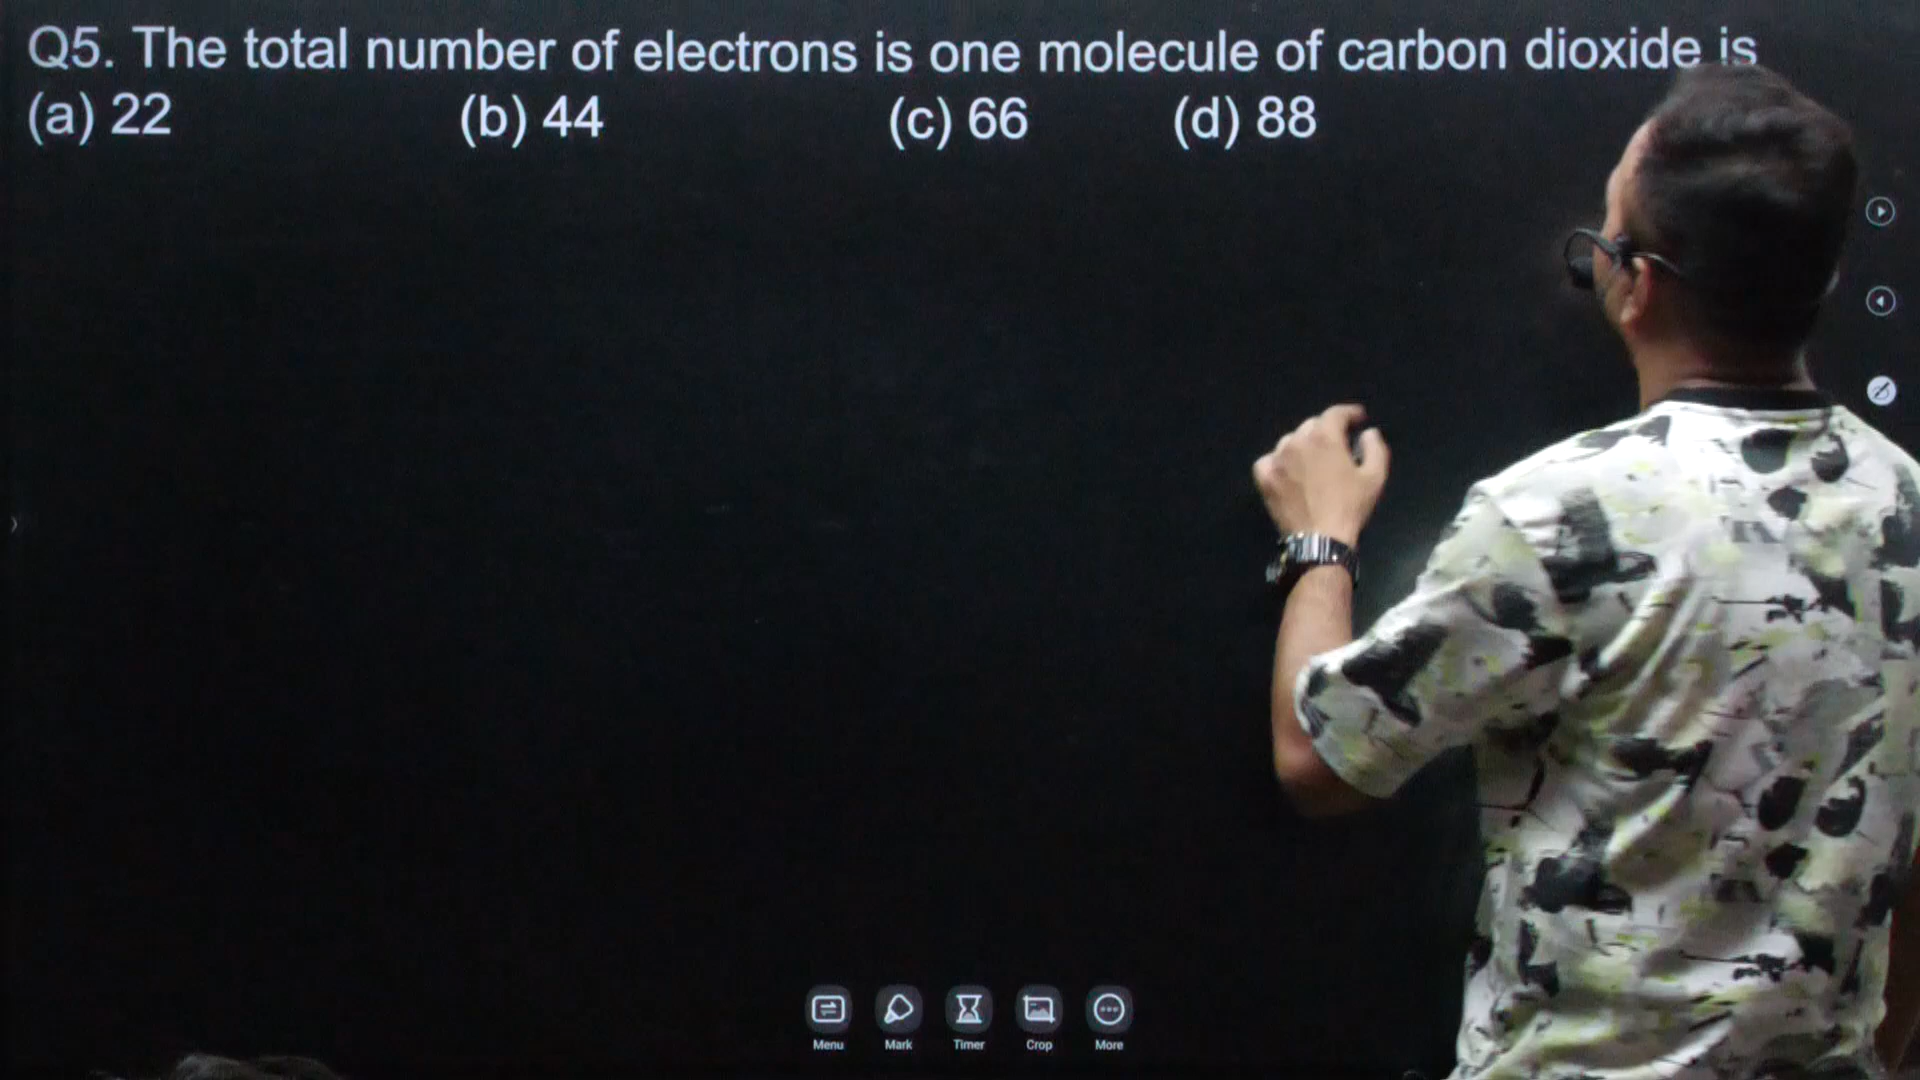 Q5. The total number of electrons is one molecule of carbon dioxide is
(a) 22 (b) 44 (c) 66 (d) 88
Menu Mark Timer Crop More